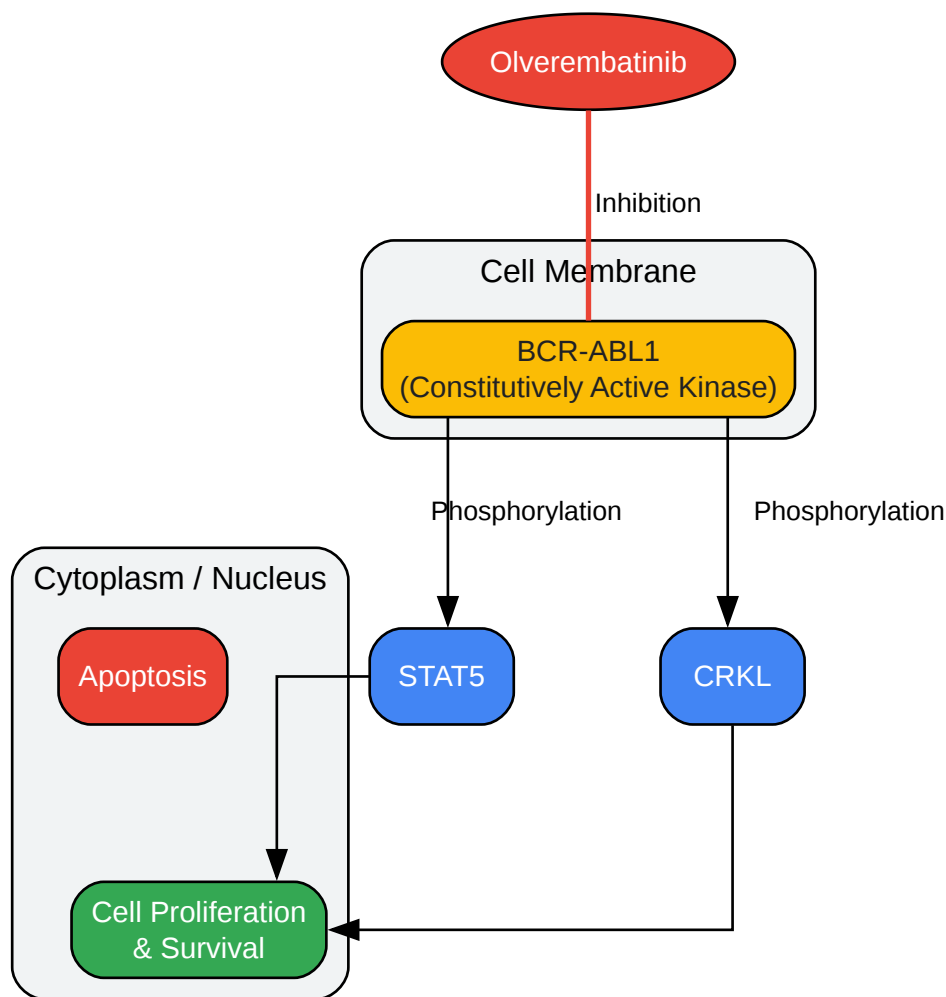 Olverembatinib
Inhibition
Cell Membrane
BCR-ABL1
(Constitutively Active Kinase)
Phosphorylation
Phosphorylation
Cytoplasm / Nucleus
Apoptosis
STAT5
CRKL
Cell Proliferation
& Survival